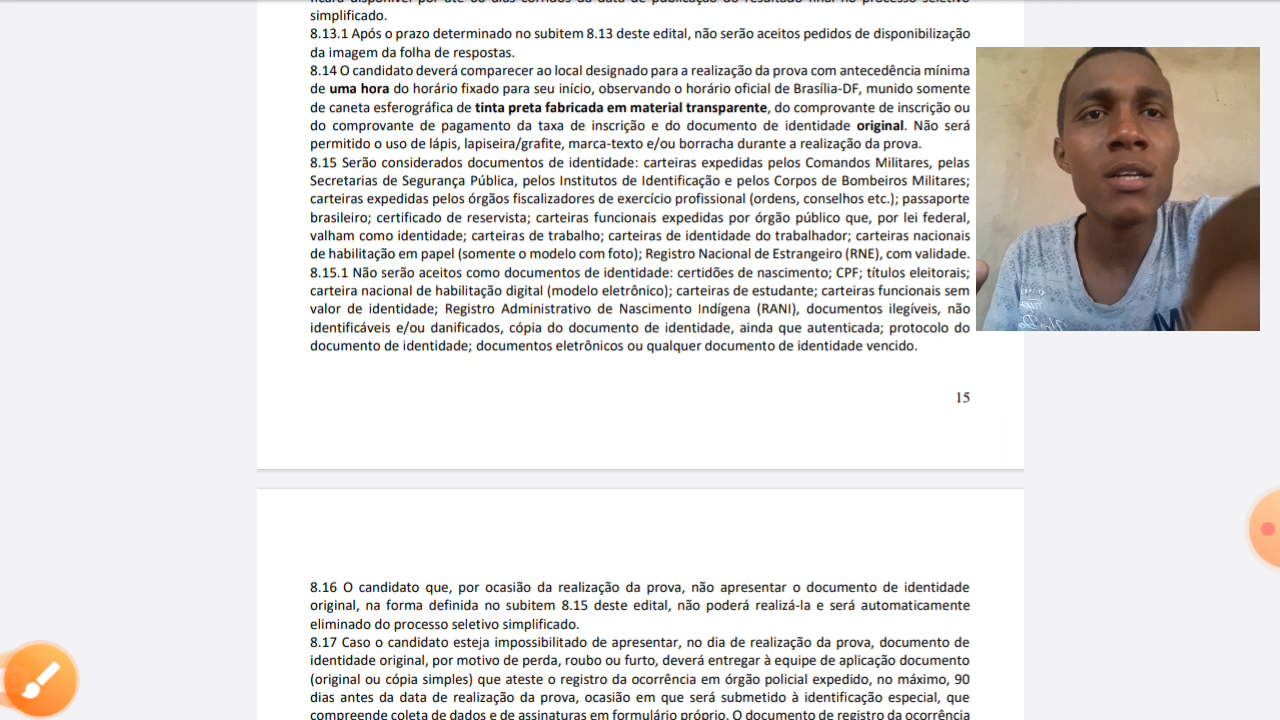 ficará disponível por até 60 dias corridos da data de publicação do resultado final no processo seletivo
simplificado.
8.13.1 Após o prazo determinado no subitem 8.13 deste edital, não serão aceitos pedidos de disponibilização
da imagem da folha de respostas.
8.14 O candidato deverá comparecer ao local designado para a realização da prova com antecedência mínima
de uma hora do horário fixado para seu início, observando o horário oficial de Brasília-DF, munido somente
de caneta esferográfica de tinta preta fabricada em material transparente, do comprovante de inscrição ou
do comprovante de pagamento da taxa de inscrição e do documento de identidade original. Não será
permitido o uso de lápis, lapiseira/grafite, marca-texto e/ou borracha durante a realização da prova.
8.15 Serão considerados documentos de identidade: carteiras expedidas pelos Comandos Militares, pelas
Secretarias de Segurança Pública, pelos Institutos de Identificação e pelos Corpos de Bombeiros Militares;
carteiras expedidas pelos órgãos fiscalizadores de exercício profissional (ordens, conselhos etc.); passaporte
brasileiro; certificado de reservista; carteiras funcionais expedidas por órgão público que, por lei federal,
valham como identidade; carteiras de trabalho; carteiras de identidade do trabalhador; carteiras nacionais
de habilitação em papel (somente o modelo com foto); Registro Nacional de Estrangeiro (RNE), com validade.
8.15.1 Não serão aceitos como documentos de identidade: certidões de nascimento; CPF; títulos eleitorais;
carteira nacional de habilitação digital (modelo eletrônico); carteiras de estudante; carteiras funcionais sem
valor de identidade; Registro Administrativo de Nascimento Indígena (RANI), documentos ilegíveis, não
identificáveis e/ou danificados, cópia do documento de identidade, ainda que autenticada; protocolo do
documento de identidade; documentos eletrônicos ou qualquer documento de identidade vencido.
15
8.16 O candidato que, por ocasião da realização da prova, não apresentar o documento de identidade
original, na forma definida no subitem 8.15 deste edital, não poderá realizá-la e será automaticamente
eliminado do processo seletivo simplificado.
8.17 Caso o candidato esteja impossibilitado de apresentar, no dia de realização da prova, documento de
identidade original, por motivo de perda, roubo ou furto, deverá entregar à equipe de aplicação documento
(original ou cópia simples) que ateste o registro da ocorrência em órgão policial expedido, no máximo, 90
dias antes da data de realização da prova, ocasião em que será submetido à identificação especial, que
compreende coleta de dados e de assinaturas em formulário próprio. O documento de registro da ocorrência